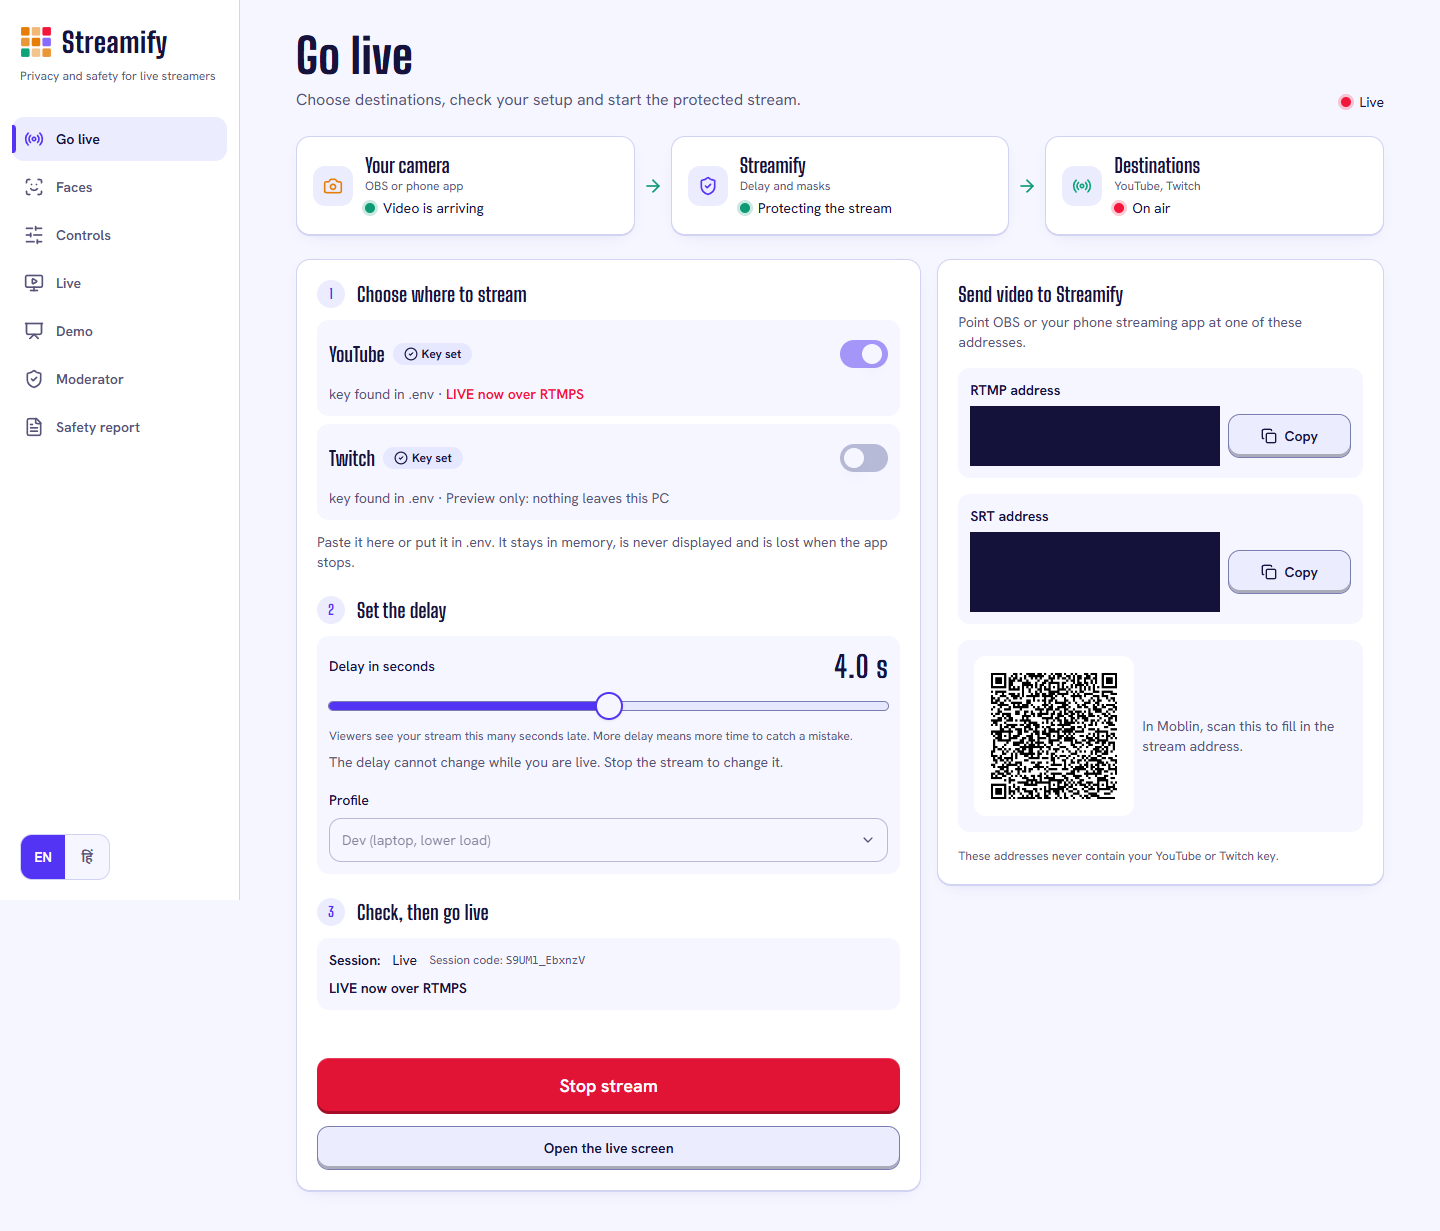 Streamify
Privacy and safety for live streamers
Go live
Faces
Controls
Live
Demo
Moderator
Safety report
EN
हिं
Go live
Choose destinations, check your setup and start the protected stream.
Live
Your camera
OBS or phone app
Video is arriving
Streamify
Delay and masks
Protecting the stream
Destinations
YouTube, Twitch
On air
1
Choose where to stream
YouTube
Key set
key found in .env · LIVE now over RTMPS
Twitch
Key set
key found in .env · Preview only: nothing leaves this PC
Paste it here or put it in .env. It stays in memory, is never displayed and is lost when the app
stops.
2
Set the delay
Delay in seconds
4.0 s
Viewers see your stream this many seconds late. More delay means more time to catch a mistake.
The delay cannot change while you are live. Stop the stream to change it.
Profile
Dev (laptop, lower load)
3
Check, then go live
Session: Live Session code: S9UM1_EbxnzV
LIVE now over RTMPS
Stop stream
Open the live screen
Send video to Streamify
Point OBS or your phone streaming app at one of these
addresses.
RTMP address
Copy
SRT address
Copy
In Moblin, scan this to fill in the
stream address.
These addresses never contain your YouTube or Twitch key.